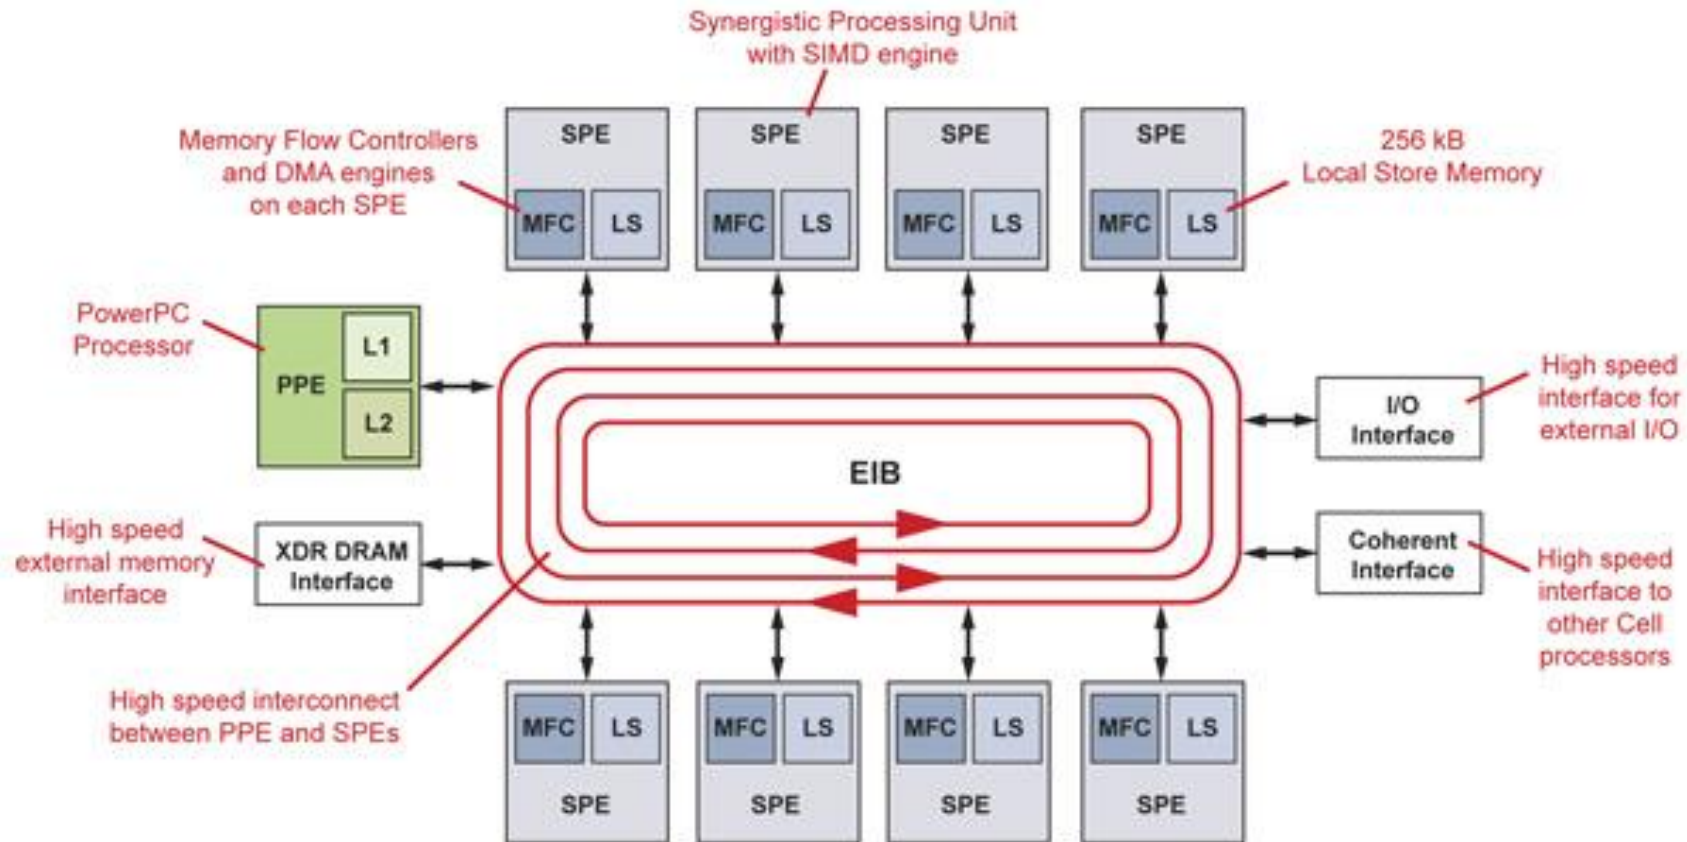 Synergistic Processing Unit
with SIMD engine
Memory Flow Controllers
and DMA engines
on each SPE
256 kB
Local Store Memory
SPE
SPE
SPE
SPE
MFC
LS
MFC
LS
MFC
LS
MFC
LS
PowerPC
Processor
PPE
L1
L2
High speed
interface for
external I/O
I/O
Interface
EIB
High speed
external memory
interface
XDR DRAM
Interface
Coherent
Interface
High speed
interface to
other Cell
processors
High speed interconnect
between PPE and SPEs
MFC
LS
MFC
LS
MFC
LS
MFC
LS
SPE
SPE
SPE
SPE